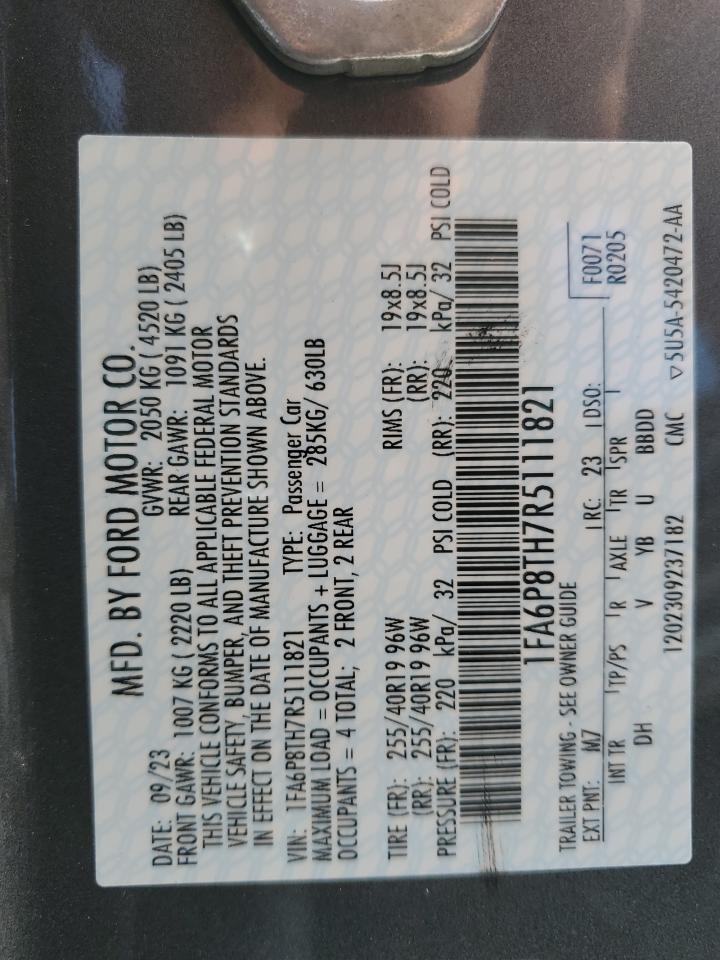 MFD. BY FORD MOTOR CO.
DATE: 09/23 GVWR: 2050 KG ( 4520 LB)
FRONT GAWR: 1007 KG ( 2220 LB) REAR GAWR: 1091 KG ( 2405 LB)
THIS VEHICLE CONFORMS TO ALL APPLICABLE FEDERAL MOTOR
VEHICLE SAFETY, BUMPER, AND THEFT PREVENTION STANDARDS
IN EFFECT ON THE DATE OF MANUFACTURE SHOWN ABOVE.
VIN: 1FA6P8TH7R5111821 TYPE: Passenger Car
MAXIMUM LOAD = OCCUPANTS + LUGGAGE = 285KG/ 630LB
OCCUPANTS = 4 TOTAL; 2 FRONT, 2 REAR
TIRE (FR): 255/40R19 96W RIMS (FR): 19x8.5J
(RR): 255/40R19 96W (RR): 19x8.5J
PRESSURE (FR): 220 kPa/ 32 PSI COLD (RR): 220 kPa/ 32 PSI COLD
1FA6P8TH7R5111821
TRAILER TOWING - SEE OWNER GUIDE
EXT PNT: M7 RC: 23 DSO: F0071
R0205
INT TR TP/PS R AXLE TR SPR
DH V YB U BBDD
1202309237182 CMC ▽5U5A-5420472-AA